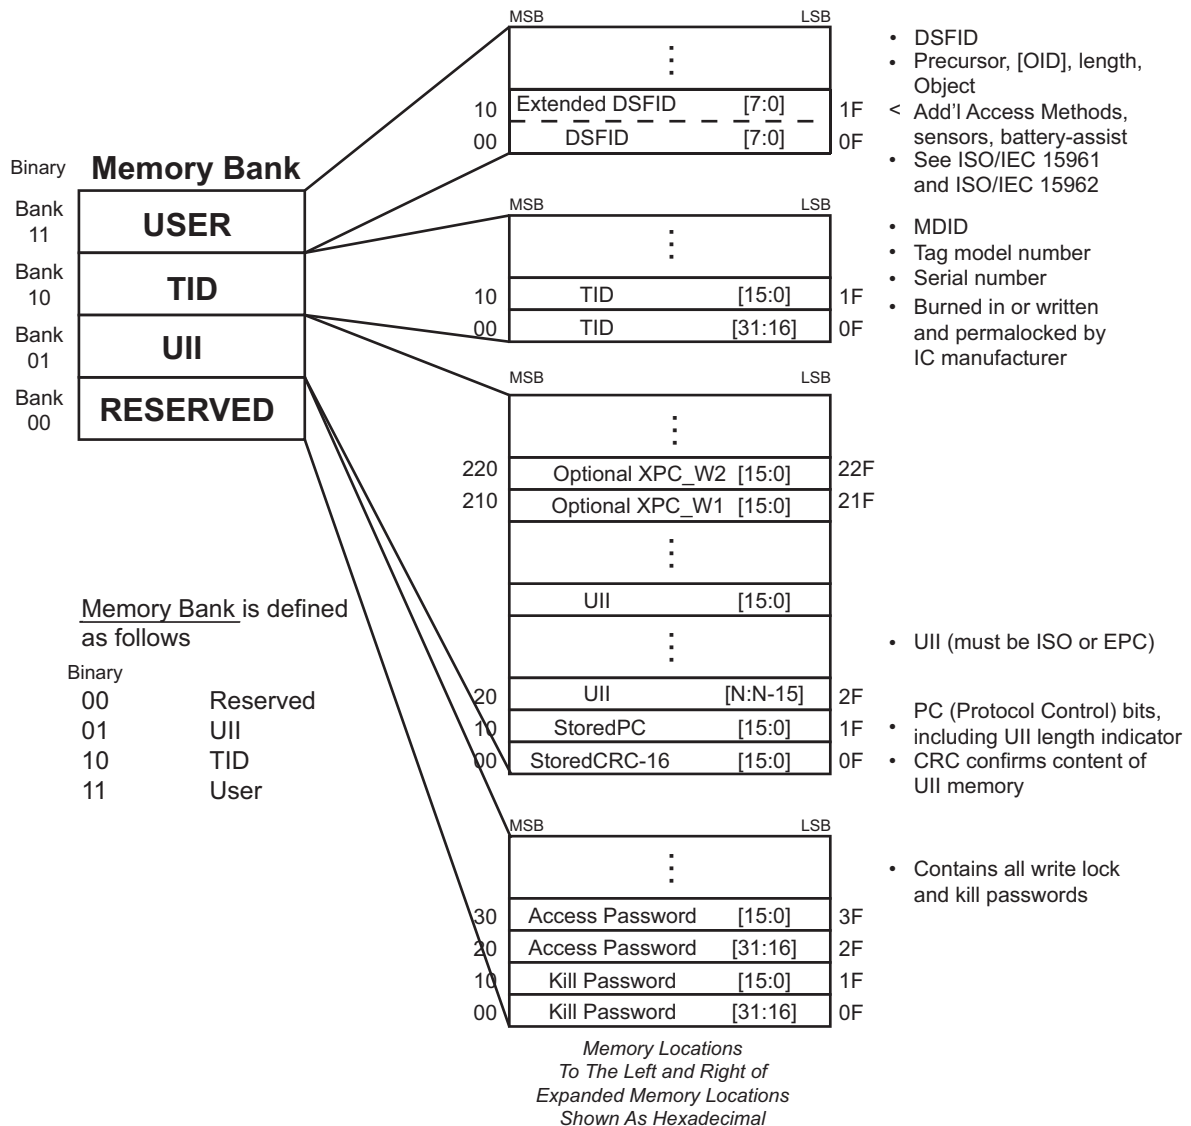 Binary
Memory Bank
Bank 11
USER
Bank 10
TID
Bank 01
UII
Bank 00
RESERVED
Memory Bank is defined
as follows
Binary
00 Reserved
01 UII
10 TID
11 User
MSB LSB
⋮
10 Extended DSFID [7:0] 1F
00 DSFID [7:0] 0F
• DSFID
• Precursor, [OID], length,
Object
< Add'l Access Methods,
sensors, battery-assist
• See ISO/IEC 15961
and ISO/IEC 15962
MSB LSB
⋮
10 TID [15:0] 1F
00 TID [31:16] 0F
• MDID
• Tag model number
• Serial number
• Burned in or written
and permalocked by
IC manufacturer
MSB LSB
⋮
220 Optional XPC_W2 [15:0] 22F
210 Optional XPC_W1 [15:0] 21F
⋮
UII [15:0]
⋮
20 UII [N:N-15] 2F
10 StoredPC [15:0] 1F
00 StoredCRC-16 [15:0] 0F
• UII (must be ISO or EPC)
• PC (Protocol Control) bits,
including UII length indicator
• CRC confirms content of
UII memory
MSB LSB
⋮
30 Access Password [15:0] 3F
20 Access Password [31:16] 2F
10 Kill Password [15:0] 1F
00 Kill Password [31:16] 0F
• Contains all write lock
and kill passwords
Memory Locations
To The Left and Right of
Expanded Memory Locations
Shown As Hexadecimal